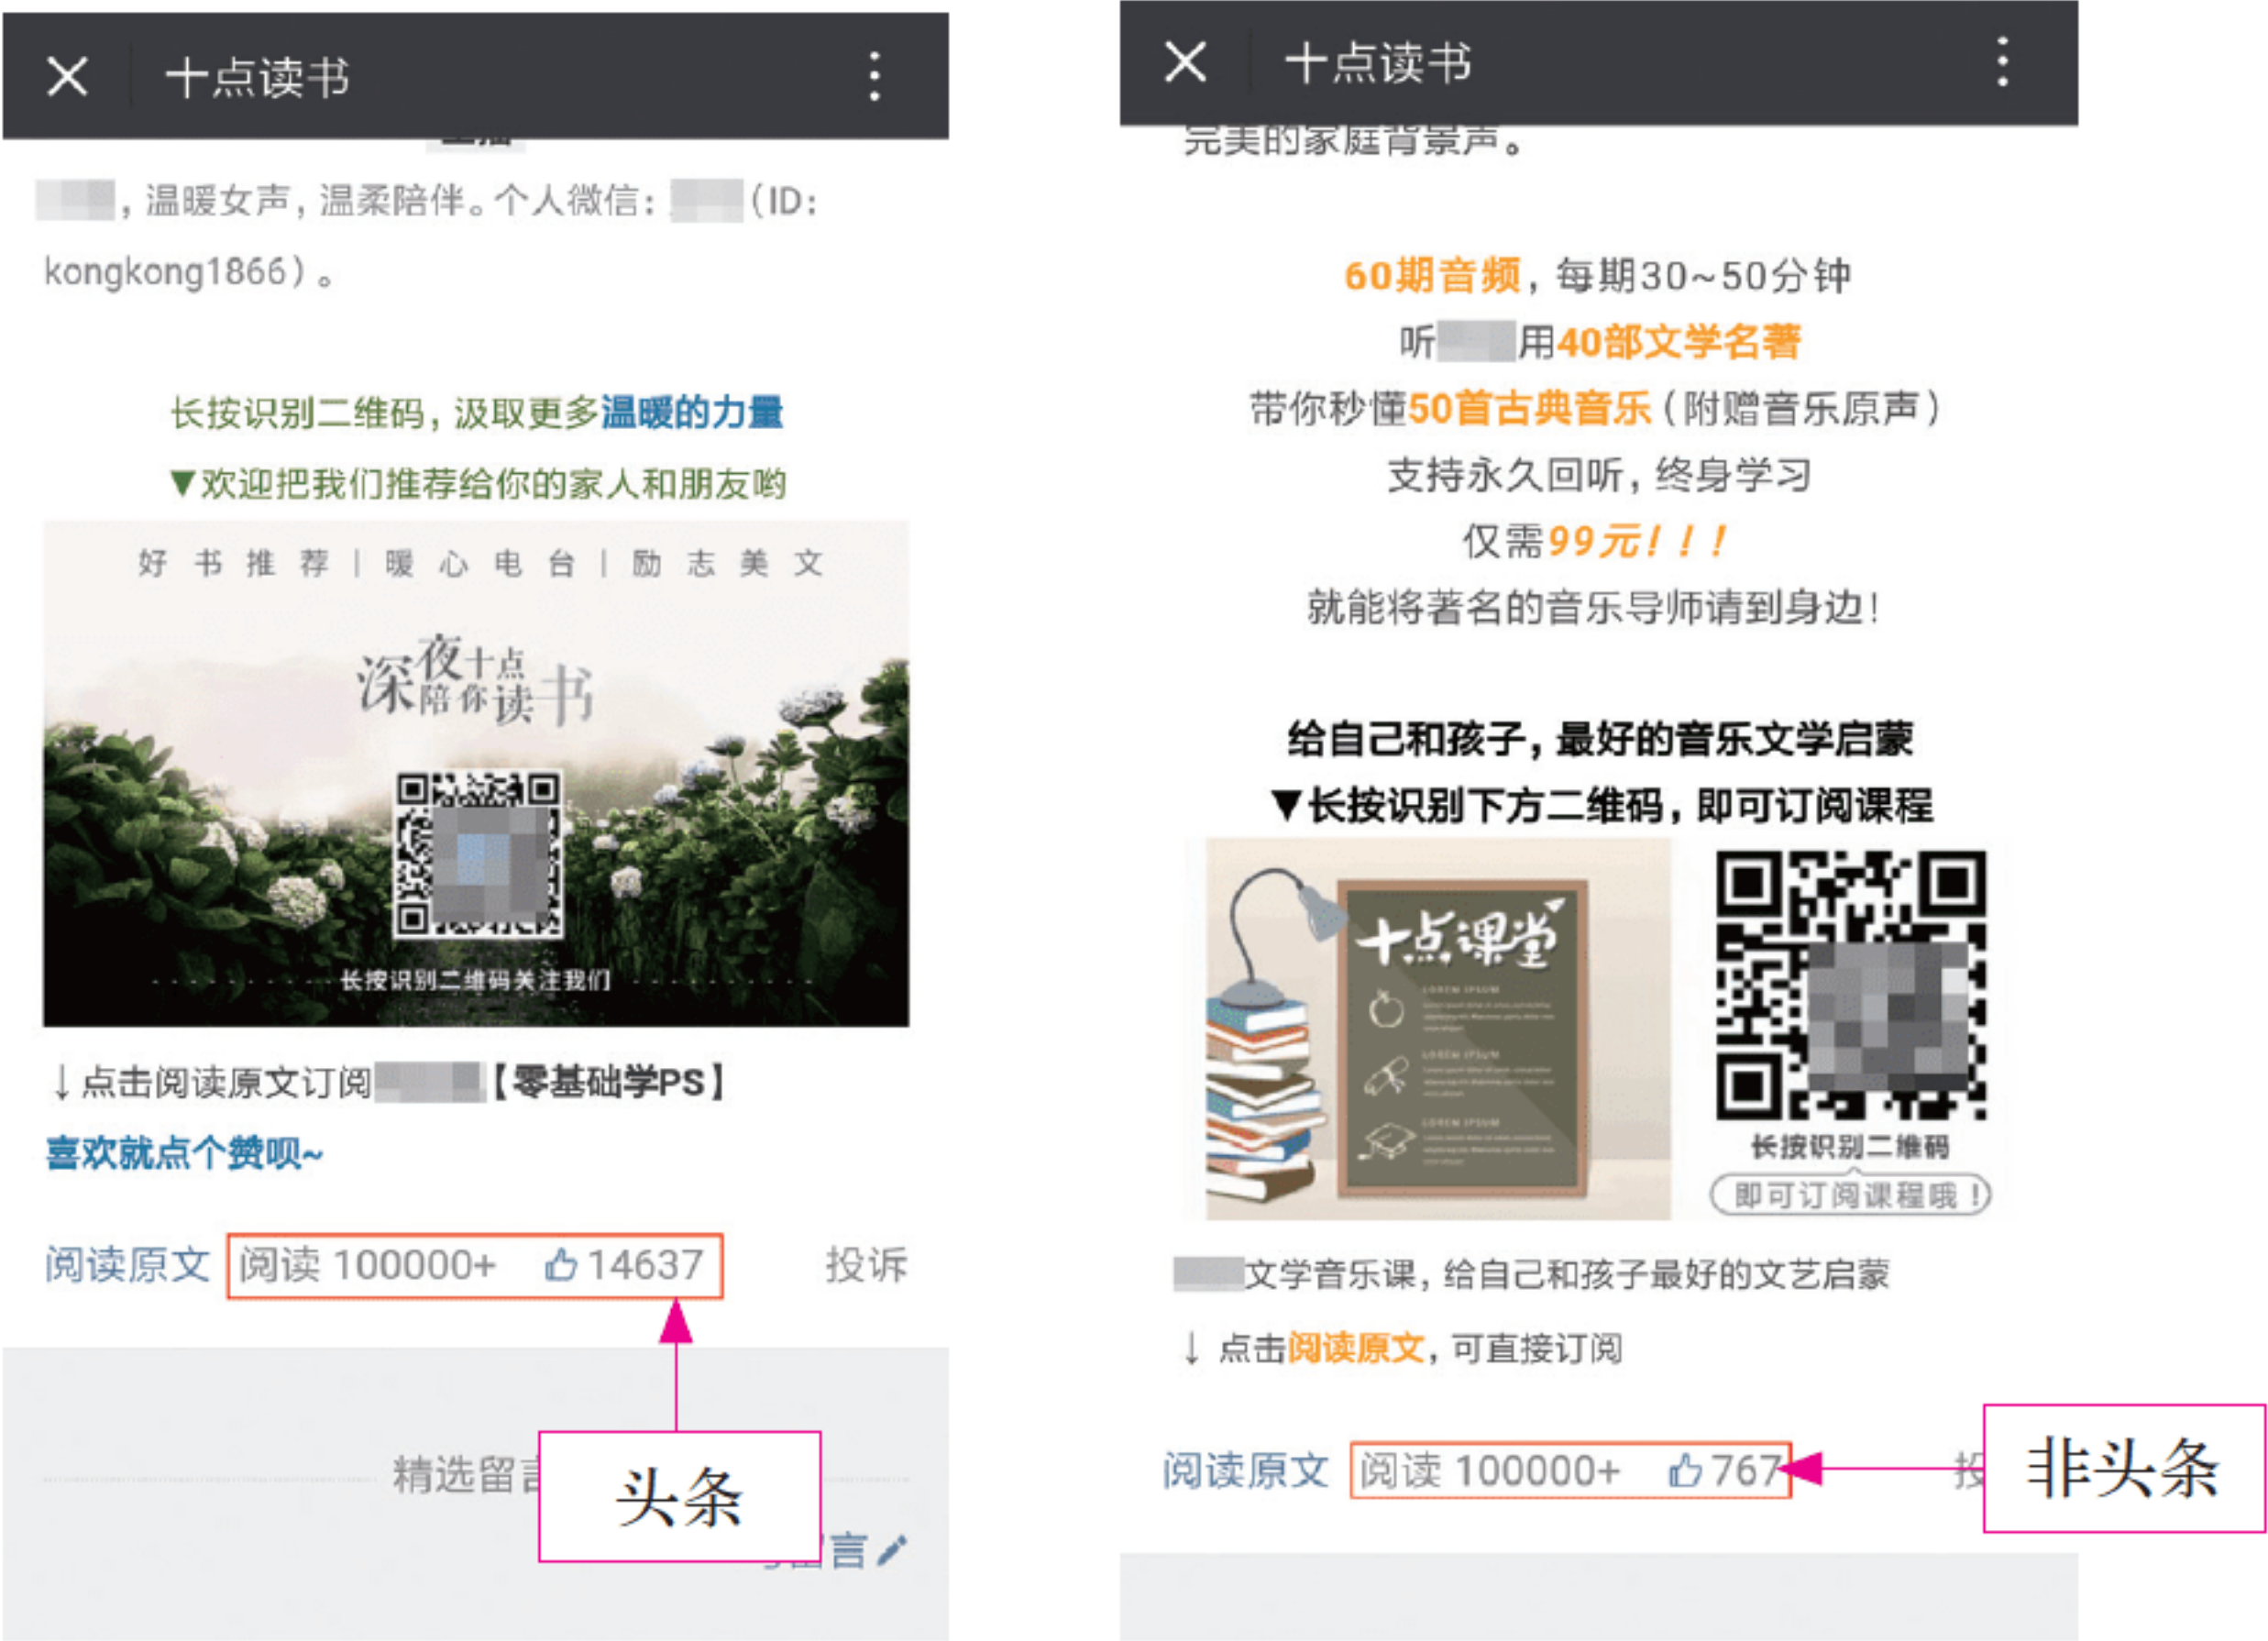 十点读书
，温暖女声，温柔陪伴。个人微信：（ID：
kongkong1866）。
长按识别二维码，汲取更多温暖的力量
▼欢迎把我们推荐给你的家人和朋友哟
好书推荐|暖心电台|励志美文
深夜十点
陪你读书
长按识别二维码关注我们
↓点击阅读原文订阅【零基础学PS】
喜欢就点个赞呗~
阅读原文 阅读 100000+ 14637 投诉
头条
精选留言
留言
十点读书
完美的家庭背景声。
60期音频，每期30~50分钟
听用40部文学名著
带你秒懂50首古典音乐（附赠音乐原声）
支持永久回听，终身学习
仅需99元！！！
就能将著名的音乐导师请到身边！
给自己和孩子，最好的音乐文学启蒙
▼长按识别下方二维码，即可订阅课程
十点课堂
LOREM IPSUM
LOREM IPSUM
LOREM IPSUM
长按识别二维码
即可订阅课程哦！
文学音乐课，给自己和孩子最好的文艺启蒙
↓ 点击阅读原文，可直接订阅
阅读原文 阅读 100000+ 767 投
非头条